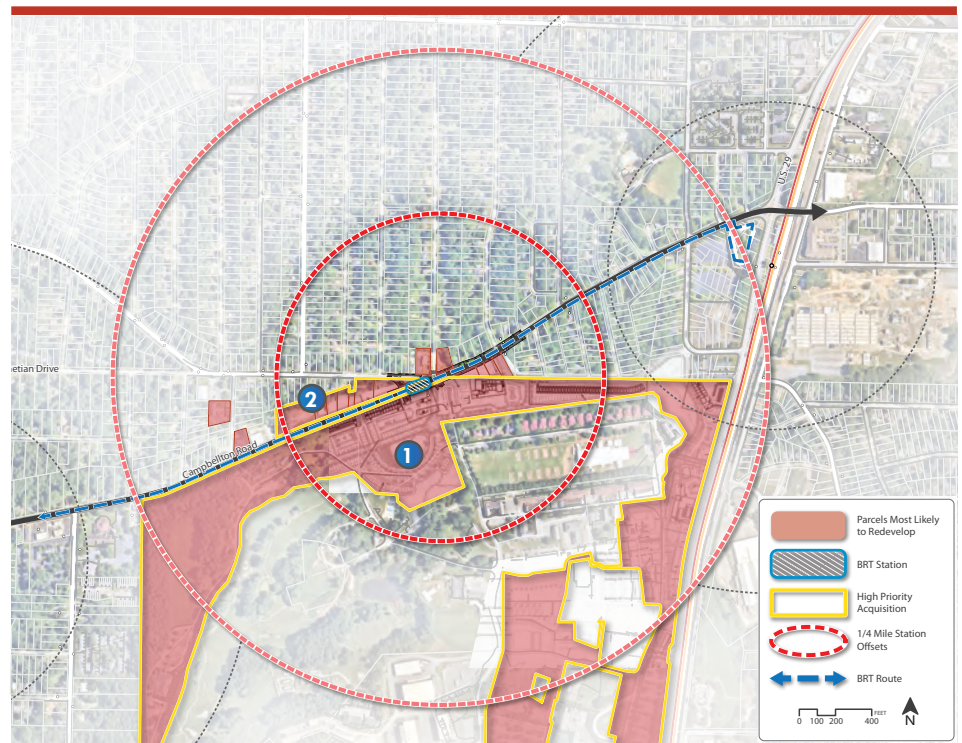 U.S. 29
etian Drive
2
1
Campbellton Road
Parcels Most Likely
to Redevelop
BRT Station
High Priority
Acquisition
1/4 Mile Station
Offsets
BRT Route
FEET
0 100 200 400
N